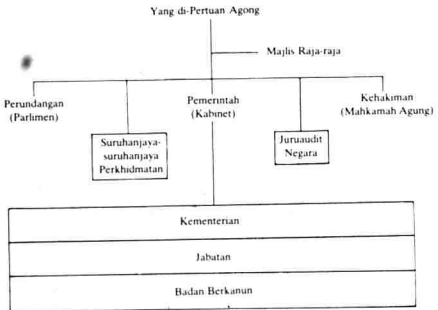 Yang di-Pertuan Agong
Majlis Raja-raja
Perundangan
(Parlimen)
Suruhanjaya-
suruhanjaya
Perkhidmatan
Pemerintah
(Kabinet)
Juruaudit
Negara
Kehakiman
(Mahkamah Agung)
Kementerian
Jabatan
Badan Berkanun